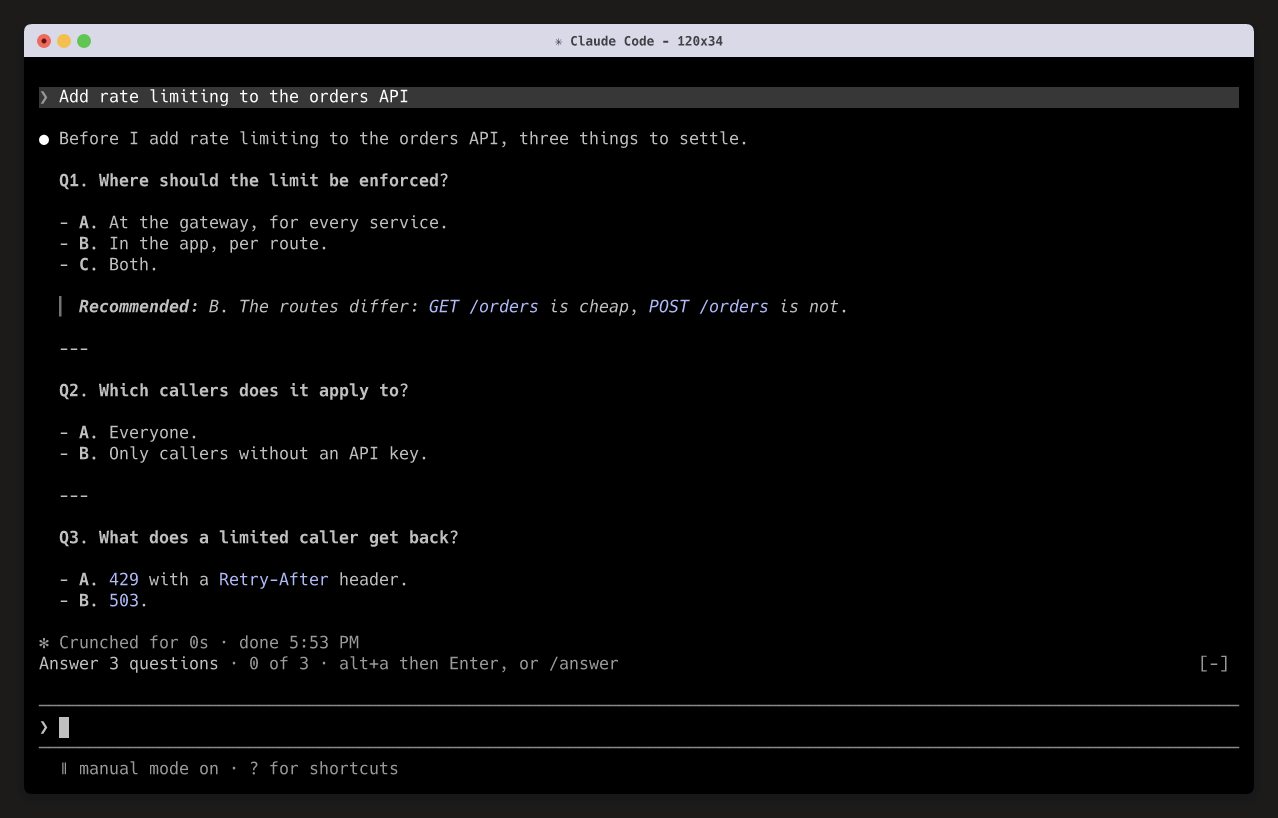 ✳ Claude Code – 120x34
❯ Add rate limiting to the orders API
● Before I add rate limiting to the orders API, three things to settle.
Q1. Where should the limit be enforced?
- A. At the gateway, for every service.
- B. In the app, per route.
- C. Both.
Recommended: B. The routes differ: GET /orders is cheap, POST /orders is not.
---
Q2. Which callers does it apply to?
- A. Everyone.
- B. Only callers without an API key.
---
Q3. What does a limited caller get back?
- A. 429 with a Retry-After header.
- B. 503.
✻ Crunched for 0s · done 5:53 PM
Answer 3 questions · 0 of 3 · alt+a then Enter, or /answer [-]
❯
‖ manual mode on · ? for shortcuts